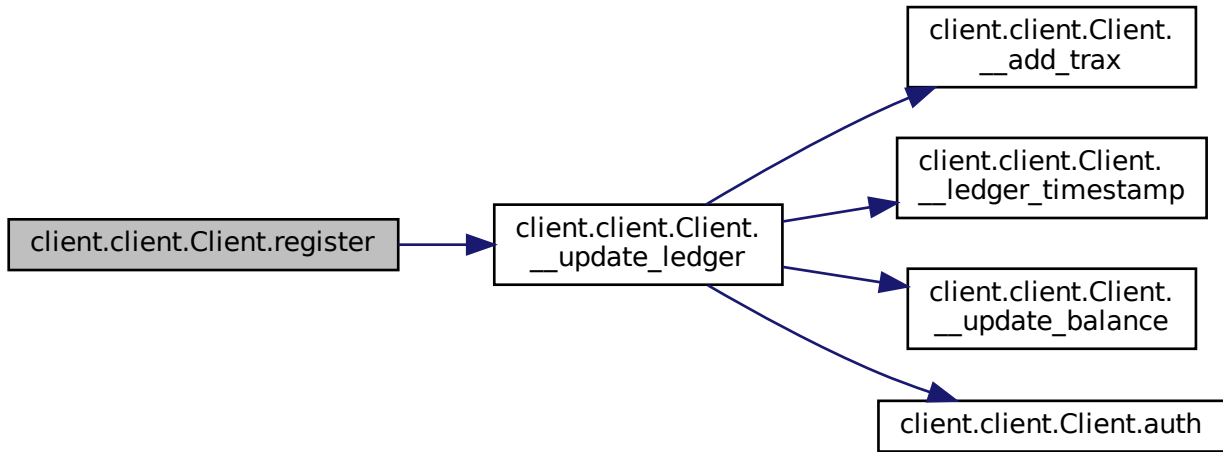 client.client.Client.register
client.client.Client.
__update_ledger
client.client.Client.
__add_trax
client.client.Client.
__ledger_timestamp
client.client.Client.
__update_balance
client.client.Client.auth